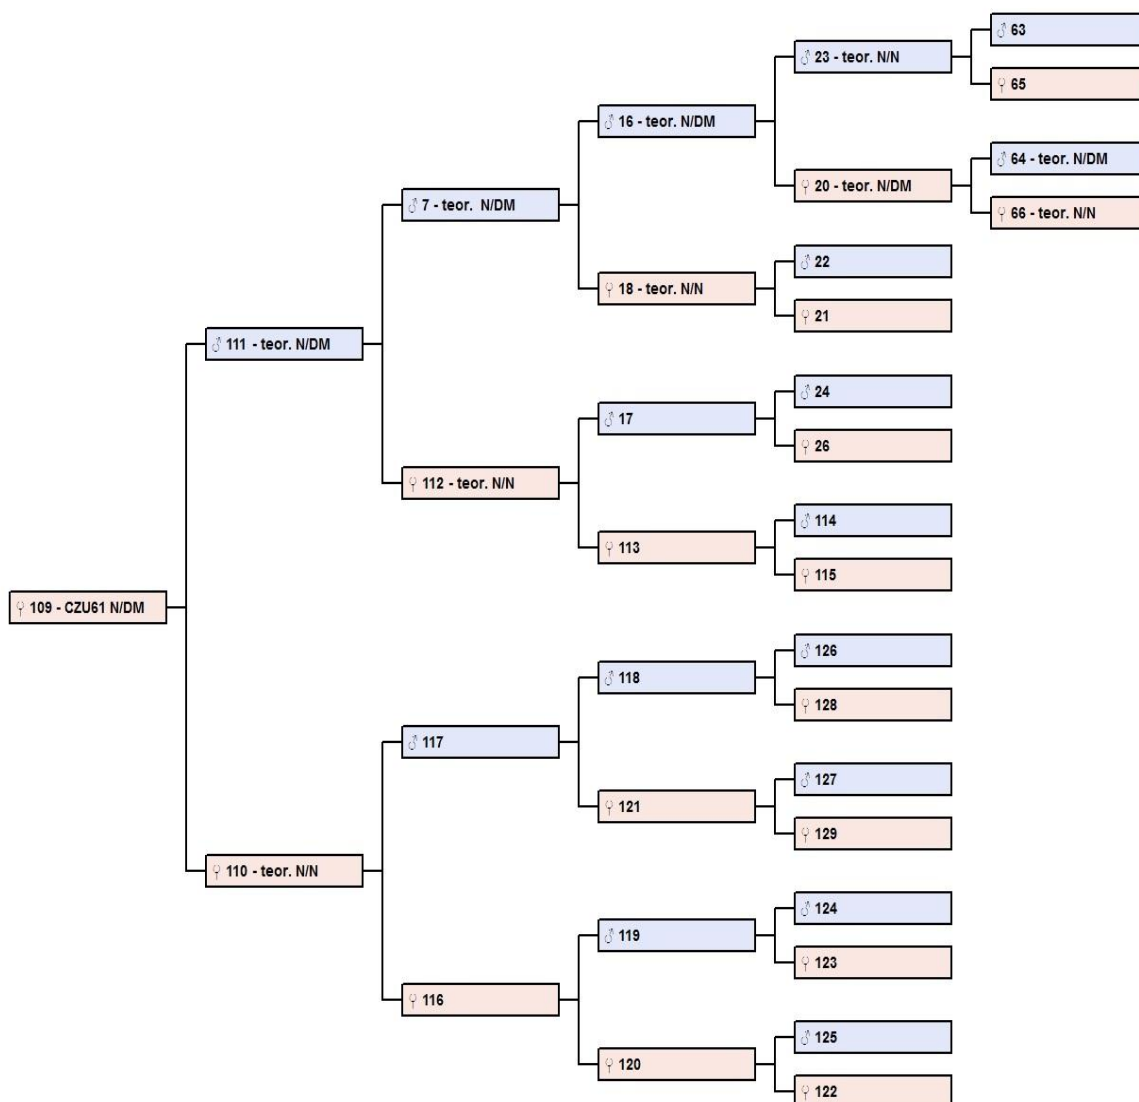 ♂ 63
♂ 23 - teor. N/N
♀ 65
♂ 16 - teor. N/DM
♂ 64 - teor. N/DM
♀ 20 - teor. N/DM
♂ 7 - teor. N/DM
♀ 66 - teor. N/N
♂ 22
♀ 18 - teor. N/N
♀ 21
♂ 111 - teor. N/DM
♂ 24
♂ 17
♀ 26
♀ 112 - teor. N/N
♂ 114
♀ 113
♀ 115
♀ 109 - CZU61 N/DM
♂ 126
♂ 118
♀ 128
♂ 117
♂ 127
♀ 121
♀ 129
♀ 110 - teor. N/N
♂ 124
♂ 119
♀ 123
♀ 116
♂ 125
♀ 120
♀ 122